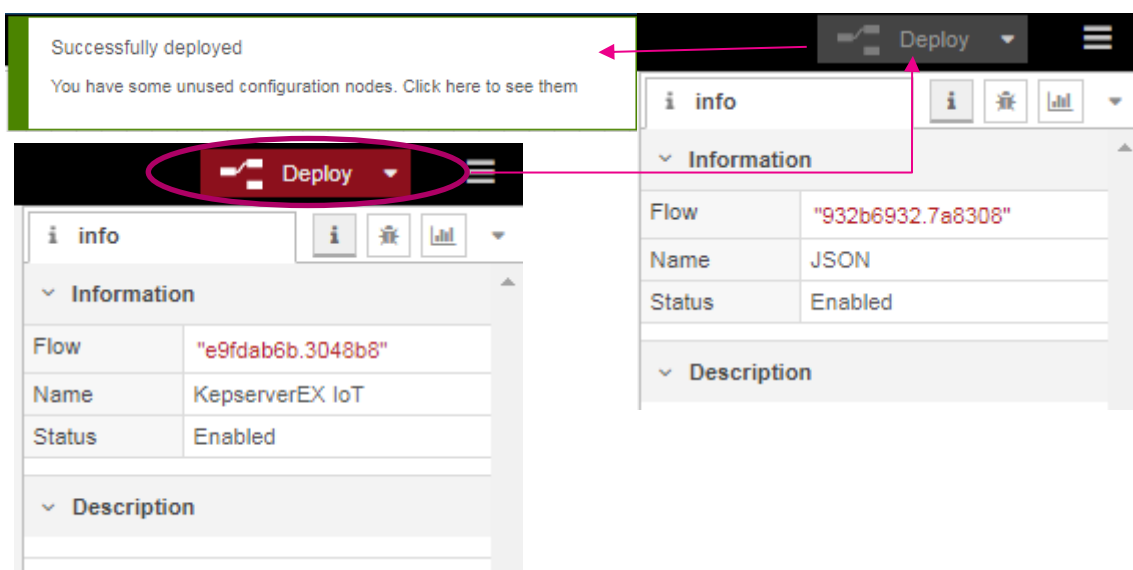 Successfully deployed
You have some unused configuration nodes. Click here to see them
Deploy
i info
i
Information
Flow "932b6932.7a8308"
Name JSON
Status Enabled
Description
Deploy
i info
i
Information
Flow "e9fdab6b.3048b8"
Name KepserverEX IoT
Status Enabled
Description